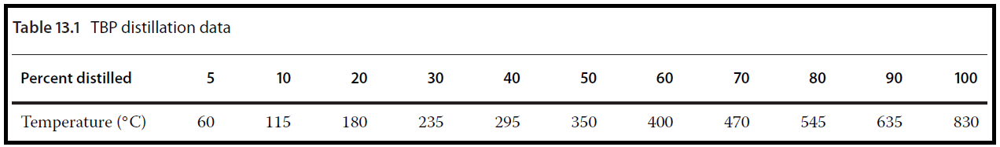 Table 13.1 TBP distillation data
Percent distilled 5 10 20 30 40 50 60 70 80 90 100
Temperature (°C) 60 115 180 235 295 350 400 470 545 635 830